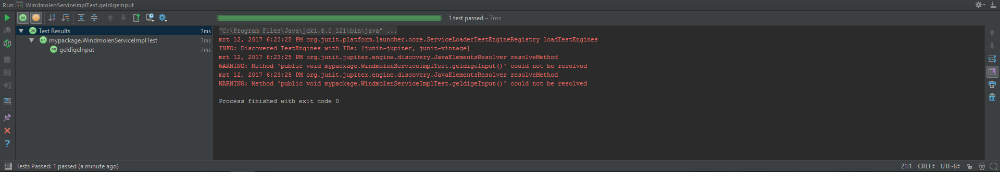 Run WindmolenServiceImplTest.geldigeInput
1 test passed – 7ms
Test Results 7ms
mypackage.WindmolenServiceImplTest 7ms
geldigeInput 7ms
"C:\Program Files\Java\jdk1.8.0_121\bin\java" ...
mrt 12, 2017 6:23:25 PM org.junit.platform.launcher.core.ServiceLoaderTestEngineRegistry loadTestEngines
INFO: Discovered TestEngines with IDs: [junit-jupiter, junit-vintage]
mrt 12, 2017 6:23:25 PM org.junit.jupiter.engine.discovery.JavaElementsResolver resolveMethod
WARNING: Method 'public void mypackage.WindmolenServiceImplTest.geldigeInput()' could not be resolved
mrt 12, 2017 6:23:25 PM org.junit.jupiter.engine.discovery.JavaElementsResolver resolveMethod
WARNING: Method 'public void mypackage.WindmolenServiceImplTest.geldigeInput()' could not be resolved
Process finished with exit code 0
Tests Passed: 1 passed (a minute ago) 21:1 CRLF UTF-8